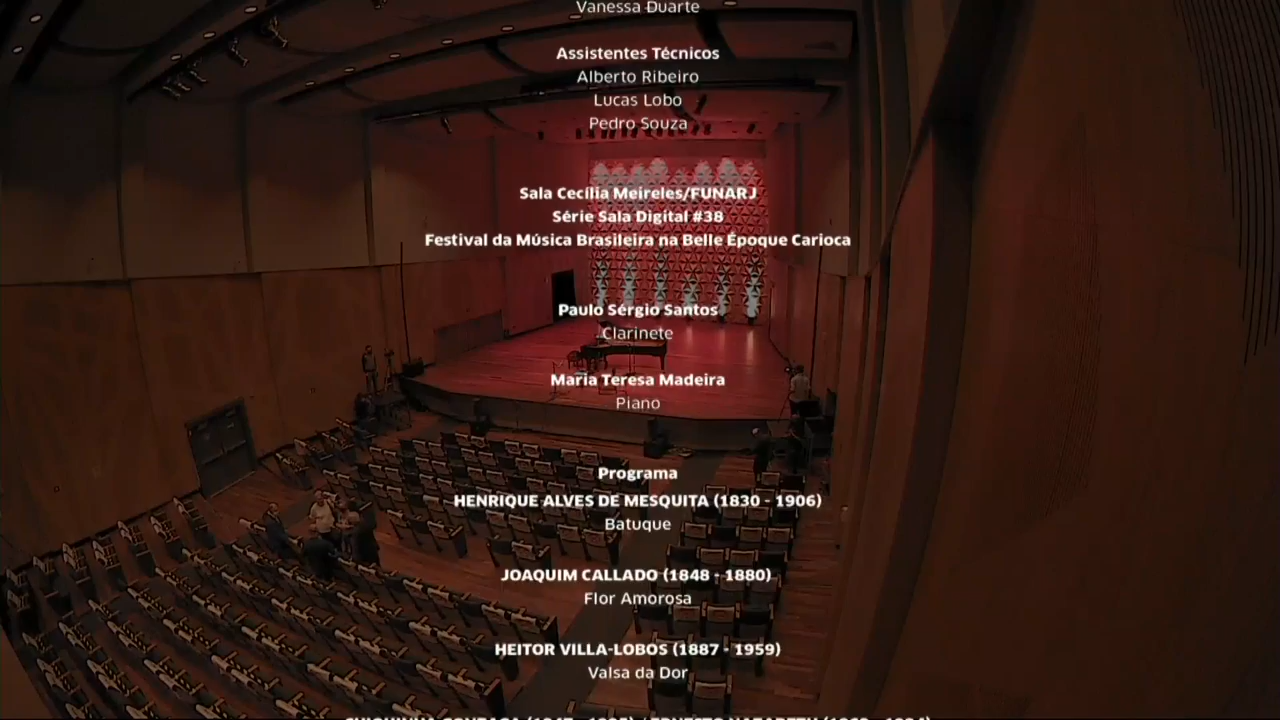 Vanessa Duarte
Assistentes Técnicos
Alberto Ribeiro
Lucas Lobo
Pedro Souza
Sala Cecília Meireles/FUNARJ
Série Sala Digital #38
Festival da Música Brasileira na Belle Époque Carioca
Paulo Sérgio Santos
Clarinete
Maria Teresa Madeira
Piano
Programa
HENRIQUE ALVES DE MESQUITA (1830 - 1906)
Batuque
JOAQUIM CALLADO (1848 - 1880)
Flor Amorosa
HEITOR VILLA-LOBOS (1887 - 1959)
Valsa da Dor